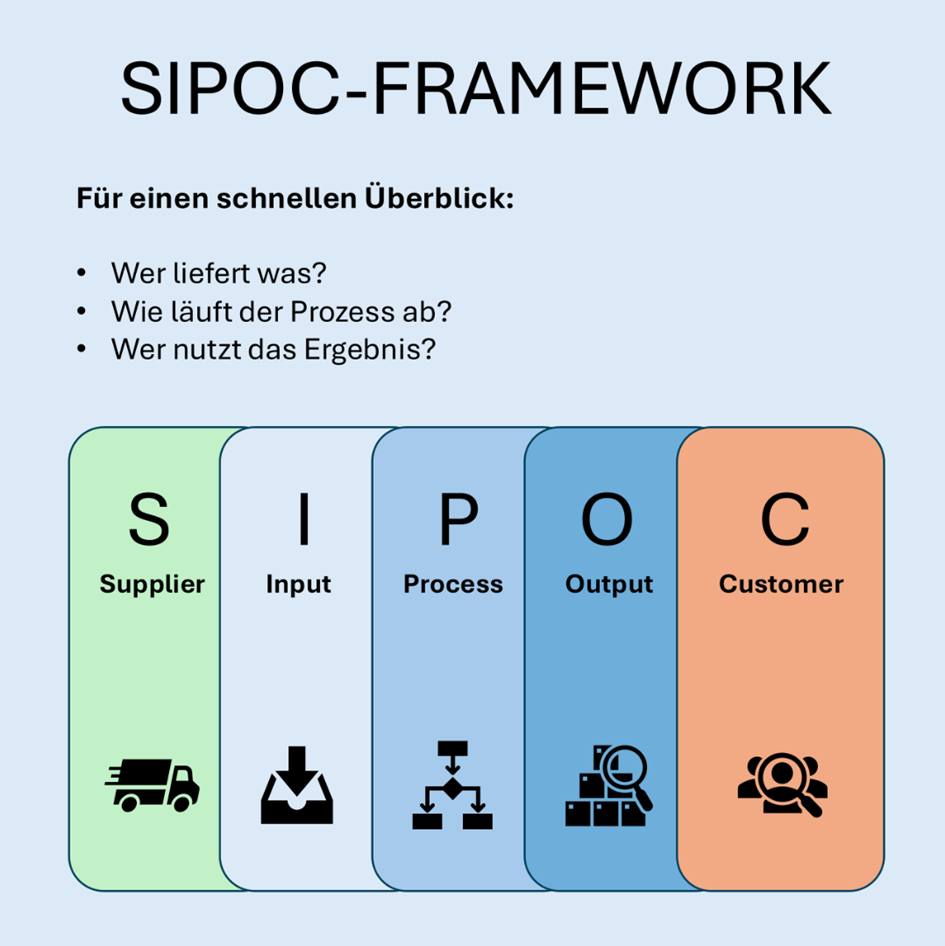 SIPOC-FRAMEWORK
Für einen schnellen Überblick:
• Wer liefert was?
• Wie läuft der Prozess ab?
• Wer nutzt das Ergebnis?
S I P O C
Supplier Input Process Output Customer